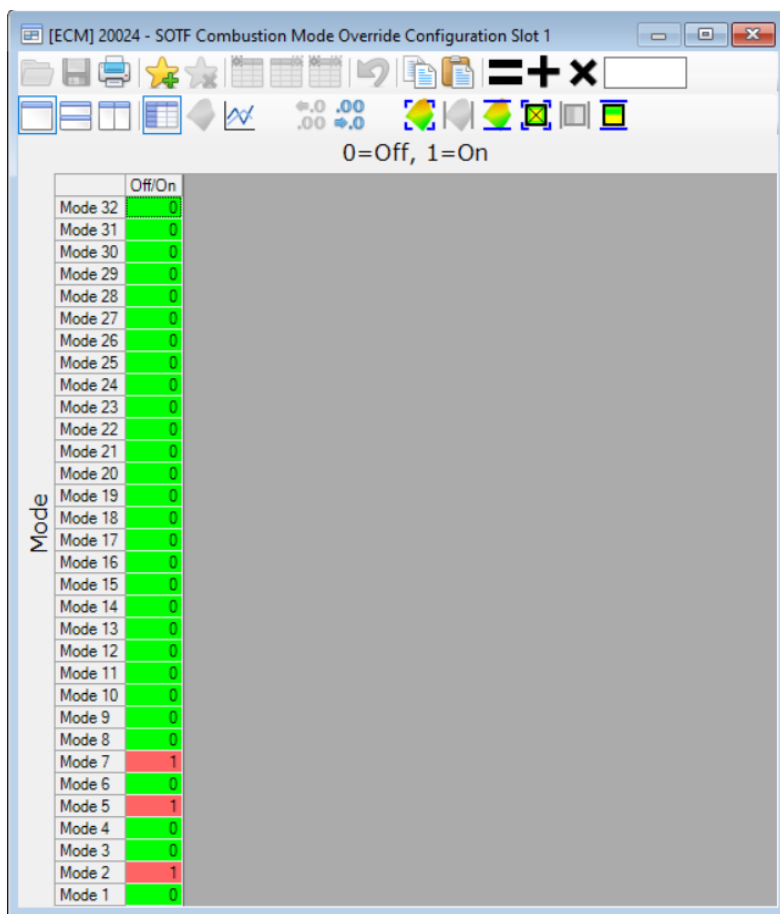 [ECM] 20024 - SOTF Combustion Mode Override Configuration Slot 1
←.0 .00
.00 →.0
0=Off, 1=On
Off/On
Mode 32 0
Mode 31 0
Mode 30 0
Mode 29 0
Mode 28 0
Mode 27 0
Mode 26 0
Mode 25 0
Mode 24 0
Mode 23 0
Mode 22 0
Mode 21 0
Mode 20 0
Mode 19 0
Mode 18 0
Mode 17 0
Mode 16 0
Mode 15 0
Mode 14 0
Mode 13 0
Mode 12 0
Mode 11 0
Mode 10 0
Mode 9 0
Mode 8 0
Mode 7 1
Mode 6 0
Mode 5 1
Mode 4 0
Mode 3 0
Mode 2 1
Mode 1 0
Mode